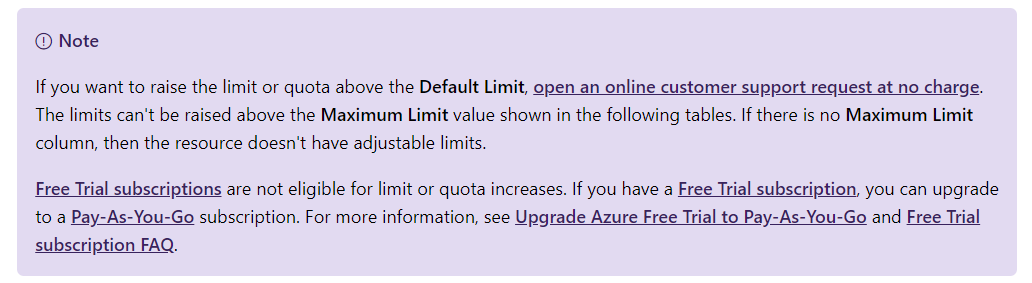 Note
If you want to raise the limit or quota above the Default Limit, open an online customer support request at no charge.
The limits can't be raised above the Maximum Limit value shown in the following tables. If there is no Maximum Limit
column, then the resource doesn't have adjustable limits.
Free Trial subscriptions are not eligible for limit or quota increases. If you have a Free Trial subscription, you can upgrade
to a Pay-As-You-Go subscription. For more information, see Upgrade Azure Free Trial to Pay-As-You-Go and Free Trial
subscription FAQ.